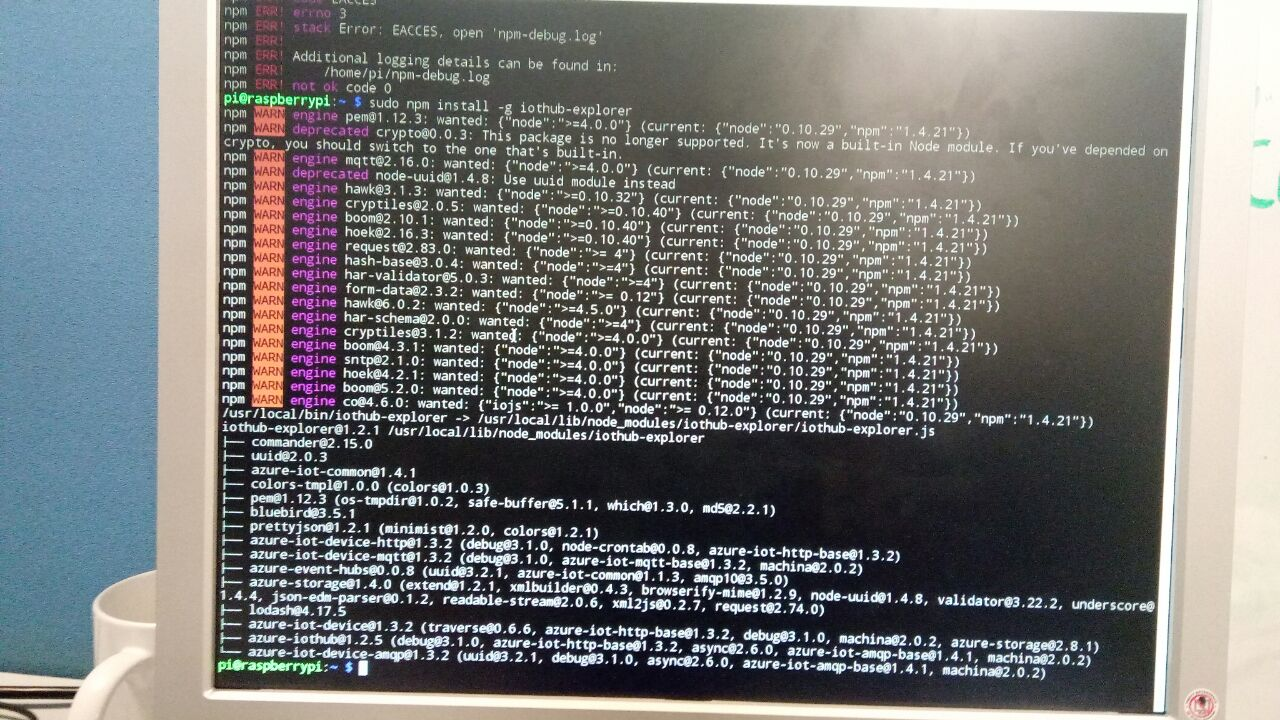 npm ERR! code EACCES
npm ERR! errno 3
npm ERR! stack Error: EACCES, open 'npm-debug.log'
npm ERR!
npm ERR! Additional logging details can be found in:
npm ERR!     /home/pi/npm-debug.log
npm ERR! not ok code 0
pi@raspberrypi:~ $ sudo npm install -g iothub-explorer
npm WARN engine pem@1.12.3: wanted: {"node":">=4.0.0"} (current: {"node":"0.10.29","npm":"1.4.21"})
npm WARN deprecated crypto@0.0.3: This package is no longer supported. It's now a built-in Node module. If you've depended on
crypto, you should switch to the one that's built-in.
npm WARN engine mqtt@2.16.0: wanted: {"node":">=4.0.0"} (current: {"node":"0.10.29","npm":"1.4.21"})
npm WARN deprecated node-uuid@1.4.8: Use uuid module instead
npm WARN engine hawk@3.1.3: wanted: {"node":">=0.10.32"} (current: {"node":"0.10.29","npm":"1.4.21"})
npm WARN engine cryptiles@2.0.5: wanted: {"node":">=0.10.40"} (current: {"node":"0.10.29","npm":"1.4.21"})
npm WARN engine boom@2.10.1: wanted: {"node":">=0.10.40"} (current: {"node":"0.10.29","npm":"1.4.21"})
npm WARN engine hoek@2.16.3: wanted: {"node":">=0.10.40"} (current: {"node":"0.10.29","npm":"1.4.21"})
npm WARN engine request@2.83.0: wanted: {"node":">= 4"} (current: {"node":"0.10.29","npm":"1.4.21"})
npm WARN engine hash-base@3.0.4: wanted: {"node":">=4"} (current: {"node":"0.10.29","npm":"1.4.21"})
npm WARN engine har-validator@5.0.3: wanted: {"node":">=4"} (current: {"node":"0.10.29","npm":"1.4.21"})
npm WARN engine form-data@2.3.2: wanted: {"node":">= 0.12"} (current: {"node":"0.10.29","npm":"1.4.21"})
npm WARN engine hawk@6.0.2: wanted: {"node":">=4.5.0"} (current: {"node":"0.10.29","npm":"1.4.21"})
npm WARN engine har-schema@2.0.0: wanted: {"node":">=4"} (current: {"node":"0.10.29","npm":"1.4.21"})
npm WARN engine cryptiles@3.1.2: wanted: {"node":">=4.0.0"} (current: {"node":"0.10.29","npm":"1.4.21"})
npm WARN engine boom@4.3.1: wanted: {"node":">=4.0.0"} (current: {"node":"0.10.29","npm":"1.4.21"})
npm WARN engine sntp@2.1.0: wanted: {"node":">=4.0.0"} (current: {"node":"0.10.29","npm":"1.4.21"})
npm WARN engine hoek@4.2.1: wanted: {"node":">=4.0.0"} (current: {"node":"0.10.29","npm":"1.4.21"})
npm WARN engine boom@5.2.0: wanted: {"node":">=4.0.0"} (current: {"node":"0.10.29","npm":"1.4.21"})
npm WARN engine co@4.6.0: wanted: {"iojs":">= 1.0.0","node":">= 0.12.0"} (current: {"node":"0.10.29","npm":"1.4.21"})
/usr/local/bin/iothub-explorer -> /usr/local/lib/node_modules/iothub-explorer/iothub-explorer.js
iothub-explorer@1.2.1 /usr/local/lib/node_modules/iothub-explorer
├── commander@2.15.0
├── uuid@2.0.3
├── azure-iot-common@1.4.1
├── colors-tmpl@1.0.0 (colors@1.0.3)
├── pem@1.12.3 (os-tmpdir@1.0.2, safe-buffer@5.1.1, which@1.3.0, md5@2.2.1)
├── bluebird@3.5.1
├── prettyjson@1.2.1 (minimist@1.2.0, colors@1.2.1)
├── azure-iot-device-http@1.3.2 (debug@3.1.0, node-crontab@0.0.8, azure-iot-http-base@1.3.2)
├── azure-iot-device-mqtt@1.3.2 (debug@3.1.0, azure-iot-mqtt-base@1.3.2, machina@2.0.2)
├── azure-event-hubs@0.0.8 (uuid@3.2.1, azure-iot-common@1.1.3, amqp10@3.5.0)
├── azure-storage@1.4.0 (extend@1.2.1, xmlbuilder@0.4.3, browserify-mime@1.2.9, node-uuid@1.4.8, validator@3.22.2, underscore@
1.4.4, json-edm-parser@0.1.2, readable-stream@2.0.6, xml2js@0.2.7, request@2.74.0)
├── lodash@4.17.5
├── azure-iot-device@1.3.2 (traverse@0.6.6, azure-iot-http-base@1.3.2, debug@3.1.0, machina@2.0.2, azure-storage@2.8.1)
├── azure-iothub@1.2.5 (debug@3.1.0, azure-iot-http-base@1.3.2, async@2.6.0, azure-iot-amqp-base@1.4.1, machina@2.0.2)
└── azure-iot-device-amqp@1.3.2 (uuid@3.2.1, debug@3.1.0, async@2.6.0, azure-iot-amqp-base@1.4.1, machina@2.0.2)
pi@raspberrypi:~ $